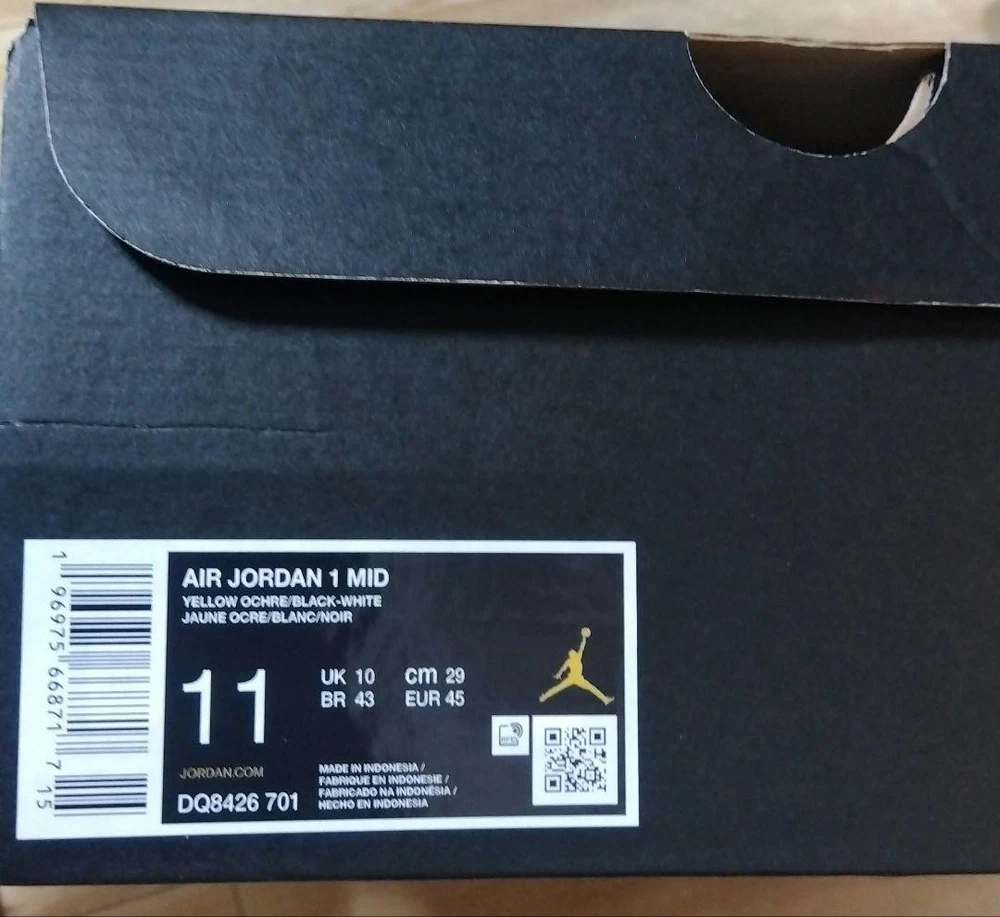 AIR JORDAN 1 MID
YELLOW OCHRE/BLACK-WHITE
JAUNE OCRE/BLANC/NOIR
11
UK 10 cm 29
BR 43 EUR 45
JORDAN.COM
DQ8426 701
MADE IN INDONESIA /
FABRIQUE EN INDONESIE /
FABRICADO NA INDONÉSIA /
HECHO EN INDONESIA
RFID
1 96975 66871 7 15